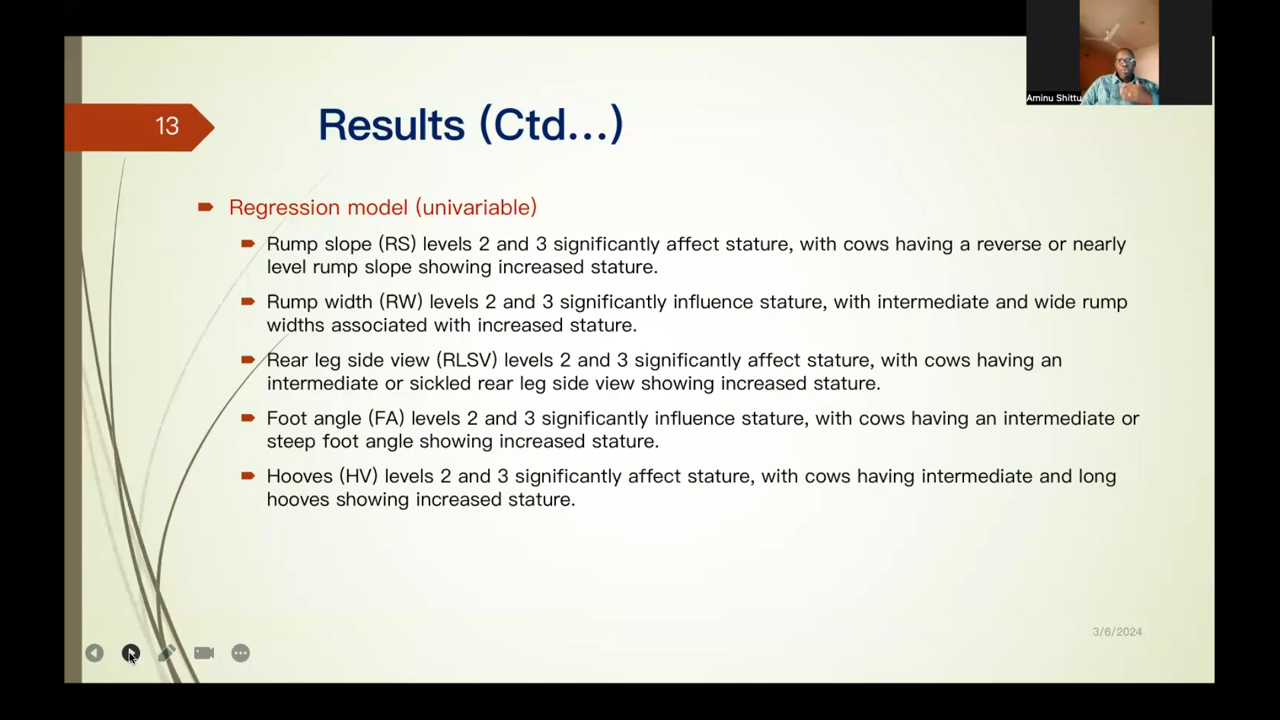 Aminu Shittu
13
Results (Ctd...)
Regression model (univariable)
Rump slope (RS) levels 2 and 3 significantly affect stature, with cows having a reverse or nearly
level rump slope showing increased stature.
Rump width (RW) levels 2 and 3 significantly influence stature, with intermediate and wide rump
widths associated with increased stature.
Rear leg side view (RLSV) levels 2 and 3 significantly affect stature, with cows having an
intermediate or sickled rear leg side view showing increased stature.
Foot angle (FA) levels 2 and 3 significantly influence stature, with cows having an intermediate or
steep foot angle showing increased stature.
Hooves (HV) levels 2 and 3 significantly affect stature, with cows having intermediate and long
hooves showing increased stature.
3/6/2024